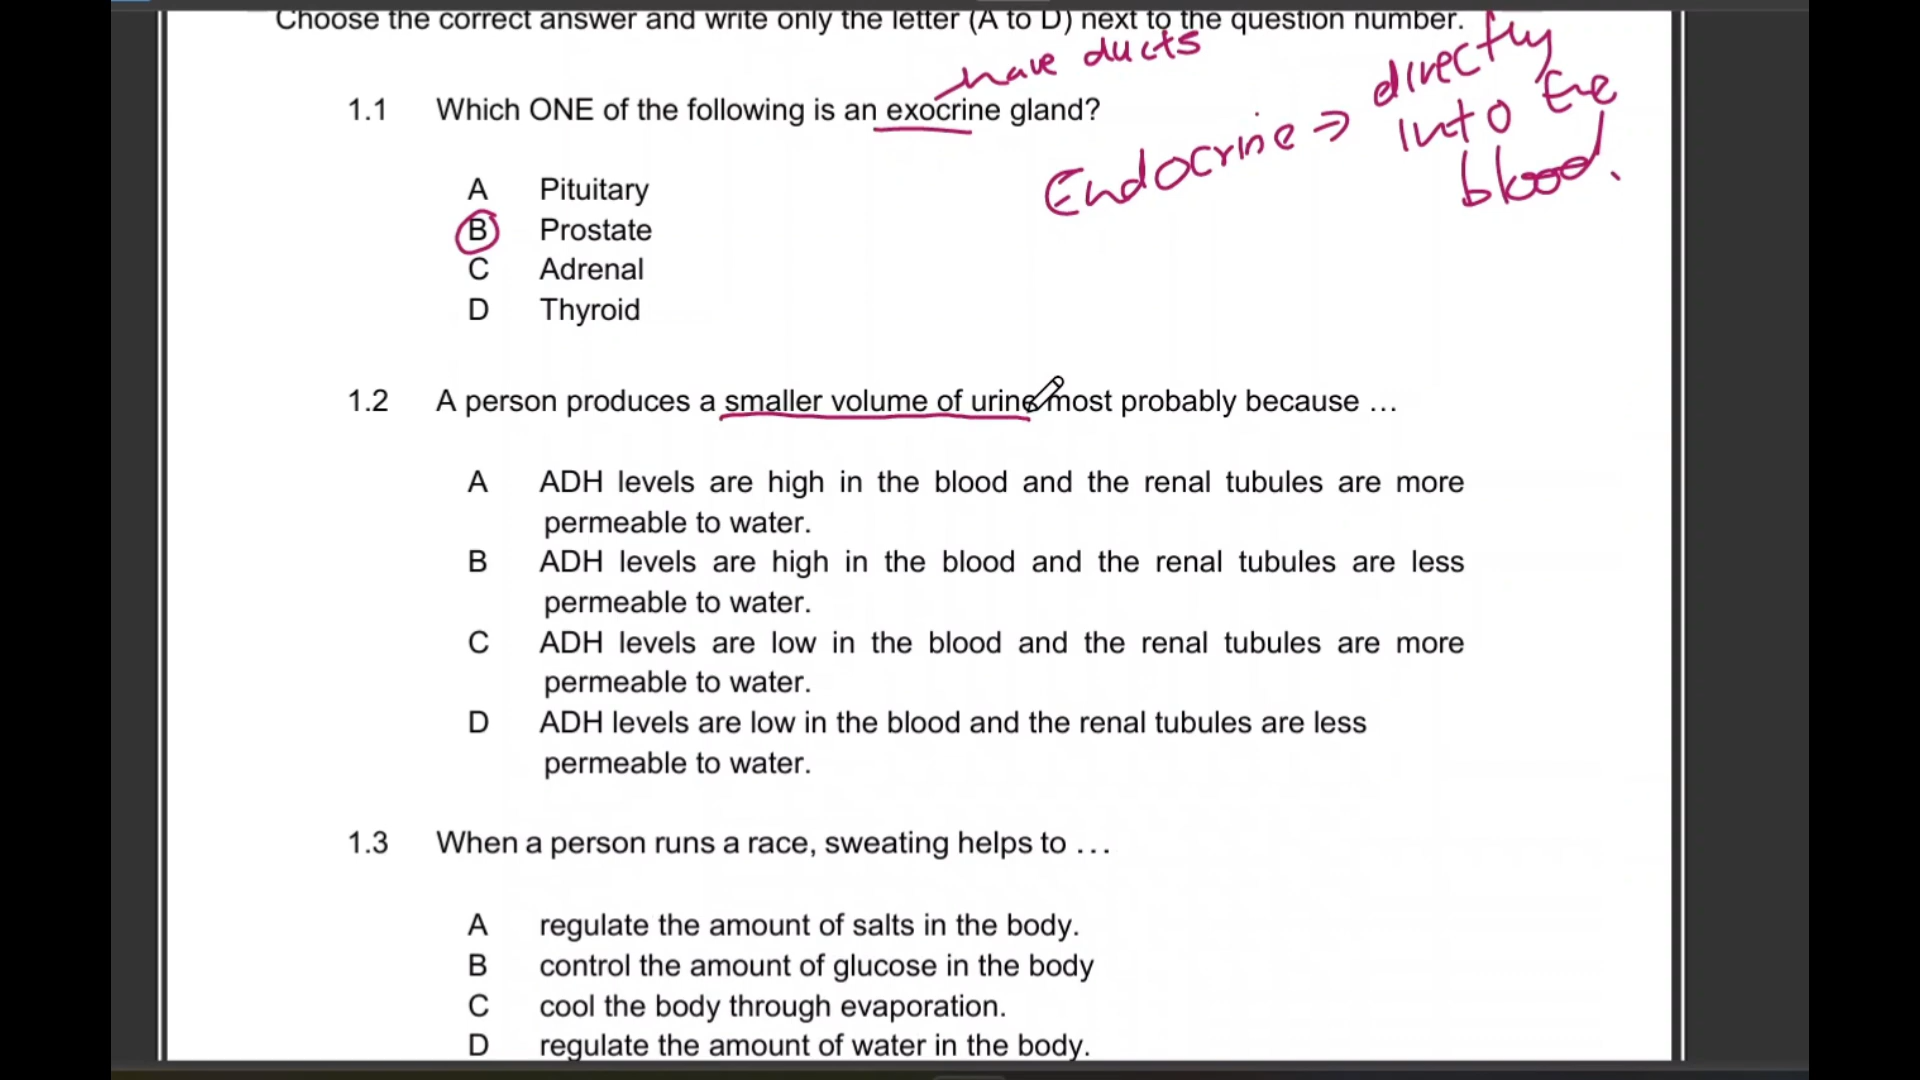 Choose the correct answer and write only the letter (A to D) next to the question number.
have ducts
directly
into the
blood.
Endocrine ⇒
1.1 Which ONE of the following is an exocrine gland?
A Pituitary
B Prostate
C Adrenal
D Thyroid
1.2 A person produces a smaller volume of urine most probably because …
A ADH levels are high in the blood and the renal tubules are more
permeable to water.
B ADH levels are high in the blood and the renal tubules are less
permeable to water.
C ADH levels are low in the blood and the renal tubules are more
permeable to water.
D ADH levels are low in the blood and the renal tubules are less
permeable to water.
1.3 When a person runs a race, sweating helps to …
A regulate the amount of salts in the body.
B control the amount of glucose in the body
C cool the body through evaporation.
D regulate the amount of water in the body.